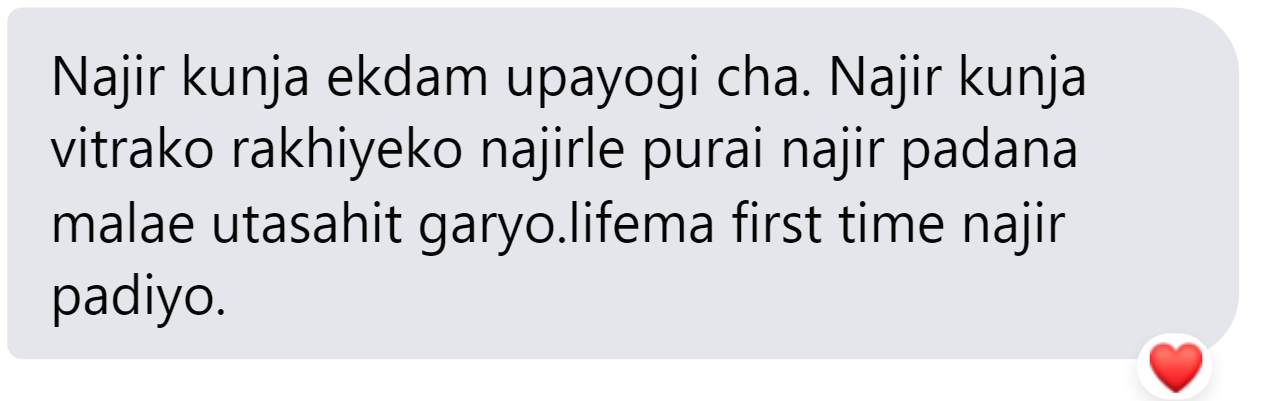 Najir kunja ekdam upayogi cha. Najir kunja
vitrako rakhiyeko najirle purai najir padana
malae utasahit garyo.lifema first time najir
padiyo.